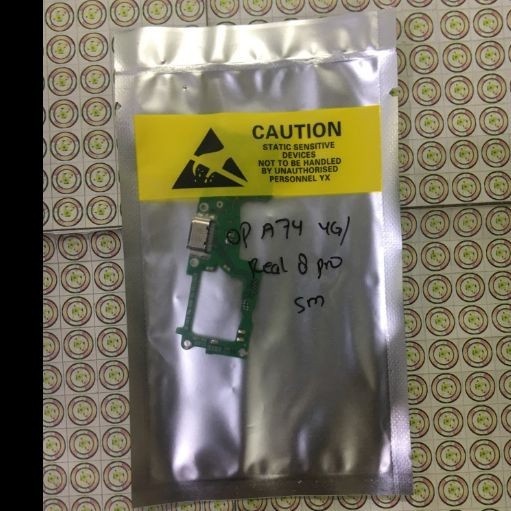 CAUTION
STATIC SENSITIVE
DEVICES
NOT TO BE HANDLED
BY UNAUTHORISED
PERSONNEL YX
OP A74 4G/
Real 8 pro
sm